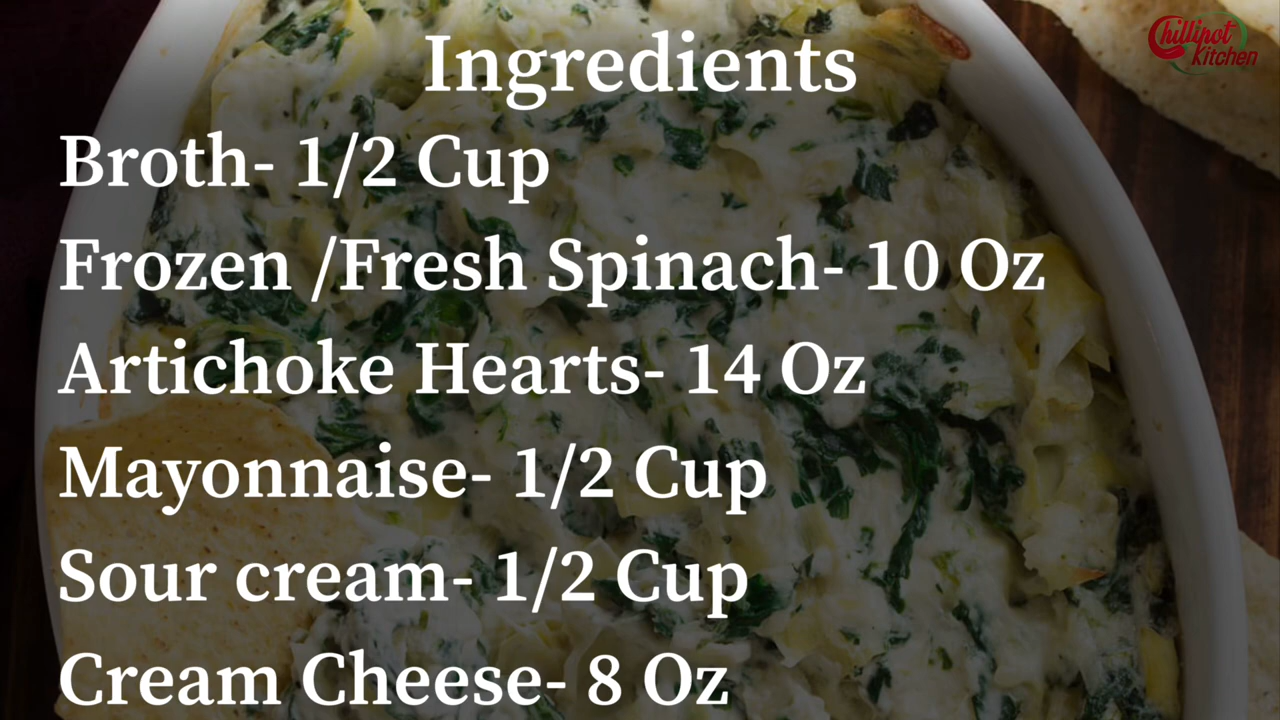 Chillipot
Kitchen
Ingredients
Broth- 1/2 Cup
Frozen /Fresh Spinach- 10 Oz
Artichoke Hearts- 14 Oz
Mayonnaise- 1/2 Cup
Sour cream- 1/2 Cup
Cream Cheese- 8 Oz